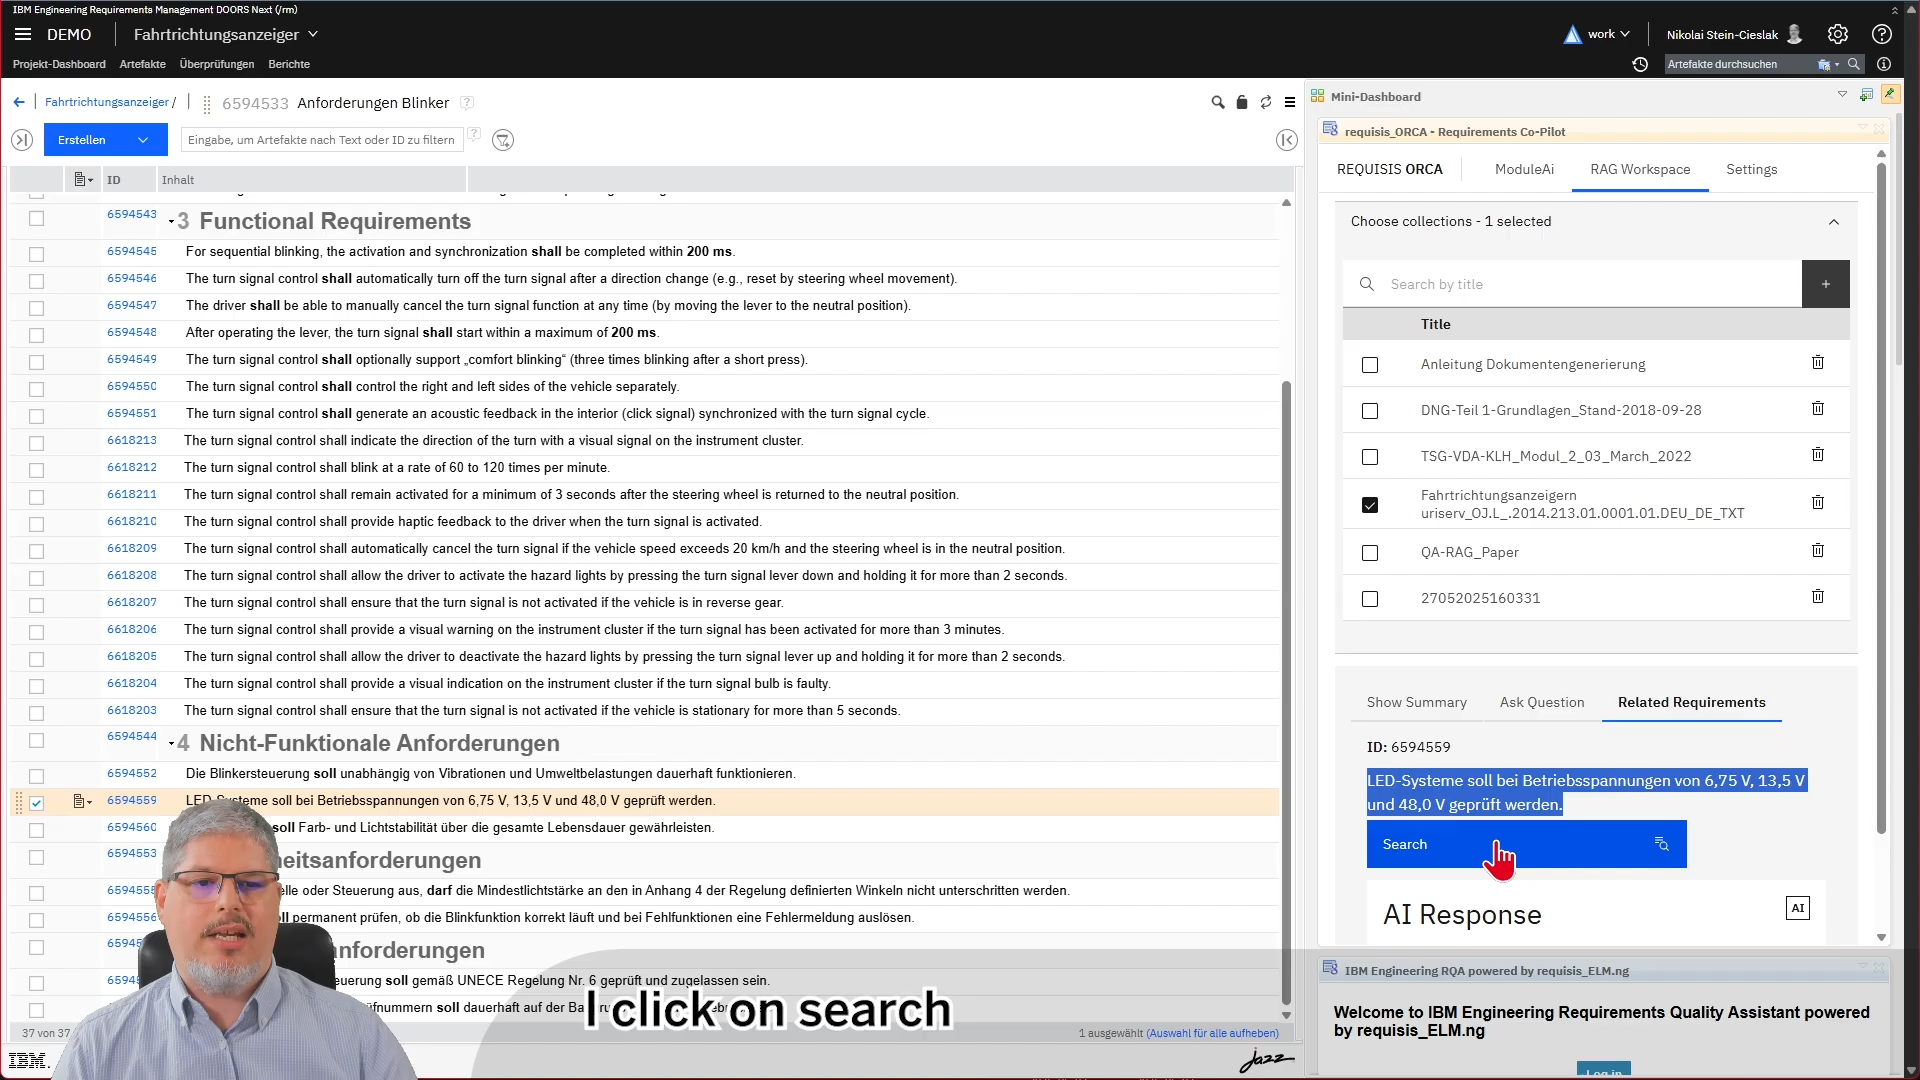 IBM Engineering Requirements Management DOORS Next (/rm)
DEMO
Fahrtrichtungsanzeiger
work
Nikolai Stein-Cieslak
Projekt-Dashboard Artefakte Überprüfungen Berichte
Artefakte durchsuchen
Fahrtrichtungsanzeiger /
6594533 Anforderungen Blinker
Erstellen
Eingabe, um Artefakte nach Text oder ID zu filtern
ID Inhalt
6594543 3 Functional Requirements
6594545 For sequential blinking, the activation and synchronization shall be completed within 200 ms.
6594546 The turn signal control shall automatically turn off the turn signal after a direction change (e.g., reset by steering wheel movement).
6594547 The driver shall be able to manually cancel the turn signal function at any time (by moving the lever to the neutral position).
6594548 After operating the lever, the turn signal shall start within a maximum of 200 ms.
6594549 The turn signal control shall optionally support „comfort blinking“ (three times blinking after a short press).
6594550 The turn signal control shall control the right and left sides of the vehicle separately.
6594551 The turn signal control shall generate an acoustic feedback in the interior (click signal) synchronized with the turn signal cycle.
6618213 The turn signal control shall indicate the direction of the turn with a visual signal on the instrument cluster.
6618212 The turn signal control shall blink at a rate of 60 to 120 times per minute.
6618211 The turn signal control shall remain activated for a minimum of 3 seconds after the steering wheel is returned to the neutral position.
6618210 The turn signal control shall provide haptic feedback to the driver when the turn signal is activated.
6618209 The turn signal control shall automatically cancel the turn signal if the vehicle speed exceeds 20 km/h and the steering wheel is in the neutral position.
6618208 The turn signal control shall allow the driver to activate the hazard lights by pressing the turn signal lever down and holding it for more than 2 seconds.
6618207 The turn signal control shall ensure that the turn signal is not activated if the vehicle is in reverse gear.
6618206 The turn signal control shall provide a visual warning on the instrument cluster if the turn signal has been activated for more than 3 minutes.
6618205 The turn signal control shall allow the driver to deactivate the hazard lights by pressing the turn signal lever up and holding it for more than 2 seconds.
6618204 The turn signal control shall provide a visual indication on the instrument cluster if the turn signal bulb is faulty.
6618203 The turn signal control shall ensure that the turn signal is not activated if the vehicle is stationary for more than 5 seconds.
6594544 4 Nicht-Funktionale Anforderungen
6594552 Die Blinkersteuerung soll unabhängig von Vibrationen und Umweltbelastungen dauerhaft funktionieren.
6594559 LED-Systeme soll bei Betriebsspannungen von 6,75 V, 13,5 V und 48,0 V geprüft werden.
6594560 soll Farb- und Lichtstabilität über die gesamte Lebensdauer gewährleisten.
6594553 heitsanforderungen
659455 elle oder Steuerung aus, darf die Mindestlichtstärke an den in Anhang 4 der Regelung definierten Winkeln nicht unterschritten werden.
659455 ll permanent prüfen, ob die Blinkfunktion korrekt läuft und bei Fehlfunktionen eine Fehlermeldung auslösen.
6594 nforderungen
6594 euerung soll gemäß UNECE Regelung Nr. 6 geprüft und zugelassen sein.
üfnummern soll dauerhaft auf der
37 von 37
1 ausgewählt (Auswahl für alle aufheben)
IBM.
jazz
I click on search
Mini-Dashboard
requisis_ORCA - Requirements Co-Pilot
REQUISIS ORCA ModuleAi RAG Workspace Settings
Choose collections - 1 selected
Search by title
+
Title
Anleitung Dokumentengenerierung
DNG-Teil 1-Grundlagen_Stand-2018-09-28
TSG-VDA-KLH_Modul_2_03_March_2022
Fahrtrichtungsanzeigern
uriserv_OJ.L_.2014.213.01.0001.01.DEU_DE_TXT
QA-RAG_Paper
27052025160331
Show Summary Ask Question Related Requirements
ID: 6594559
LED-Systeme soll bei Betriebsspannungen von 6,75 V, 13,5 V
und 48,0 V geprüft werden.
Search
AI Response
AI
IBM Engineering RQA powered by requisis_ELM.ng
Welcome to IBM Engineering Requirements Quality Assistant powered
by requisis_ELM.ng
Log in